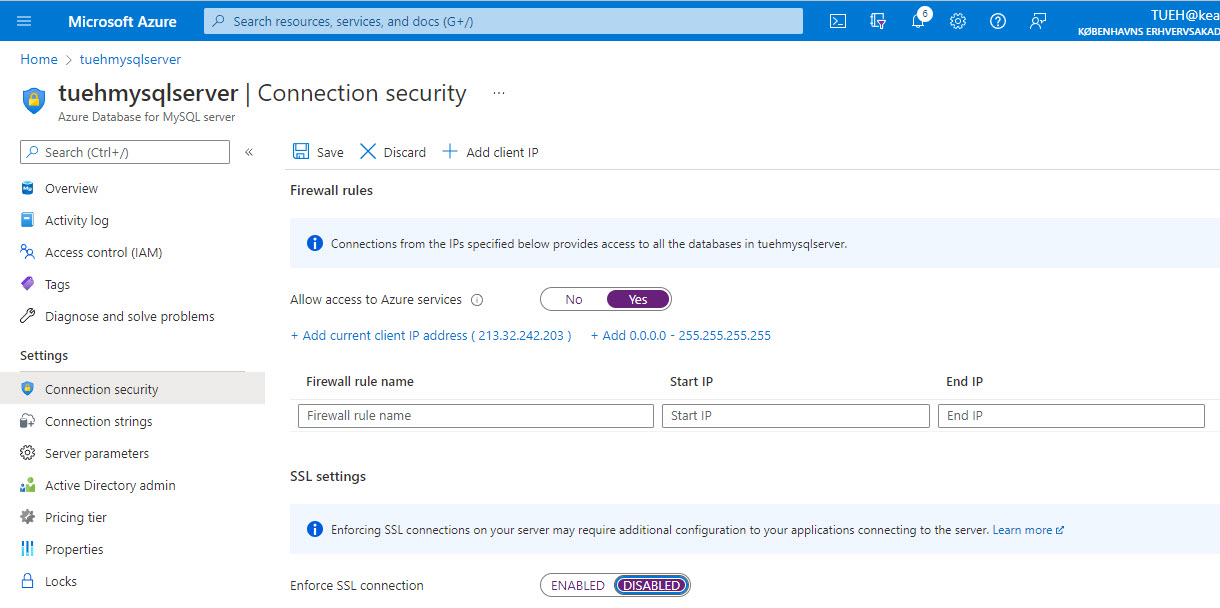 Microsoft Azure
Search resources, services, and docs (G+/)
6
TUEH@kea
KØBENHAVNS ERHVERVSAKAD
Home > tuehmysqlserver
tuehmysqlserver | Connection security ...
Azure Database for MySQL server
Search (Ctrl+/) «
Overview
Activity log
Access control (IAM)
Tags
Diagnose and solve problems
Settings
Connection security
Connection strings
Server parameters
Active Directory admin
Pricing tier
Properties
Locks
Save Discard Add client IP
Firewall rules
Connections from the IPs specified below provides access to all the databases in tuehmysqlserver.
Allow access to Azure services No Yes
+ Add current client IP address ( 213.32.242.203 ) + Add 0.0.0.0 - 255.255.255.255
Firewall rule name Start IP End IP
Firewall rule name Start IP End IP
SSL settings
Enforcing SSL connections on your server may require additional configuration to your applications connecting to the server. Learn more
Enforce SSL connection ENABLED DISABLED